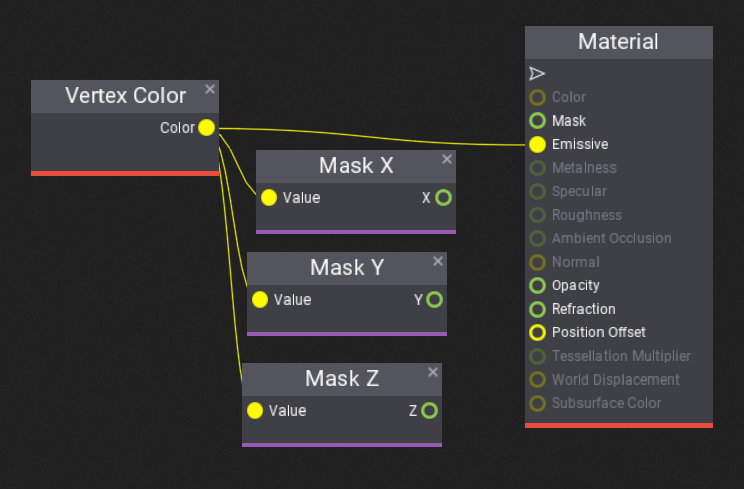 Vertex Color
Color
Mask X
Value X
Mask Y
Value Y
Mask Z
Value Z
Material
Color
Mask
Emissive
Metalness
Specular
Roughness
Ambient Occlusion
Normal
Opacity
Refraction
Position Offset
Tessellation Multiplier
World Displacement
Subsurface Color